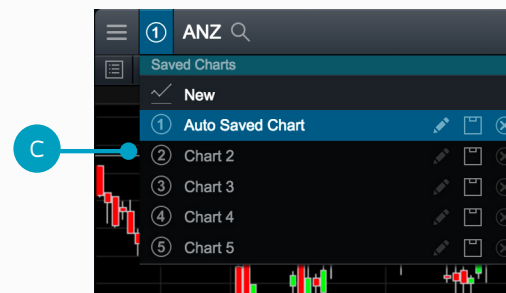 ① ANZ
Saved Charts
New
① Auto Saved Chart
② Chart 2
C
③ Chart 3
④ Chart 4
⑤ Chart 5